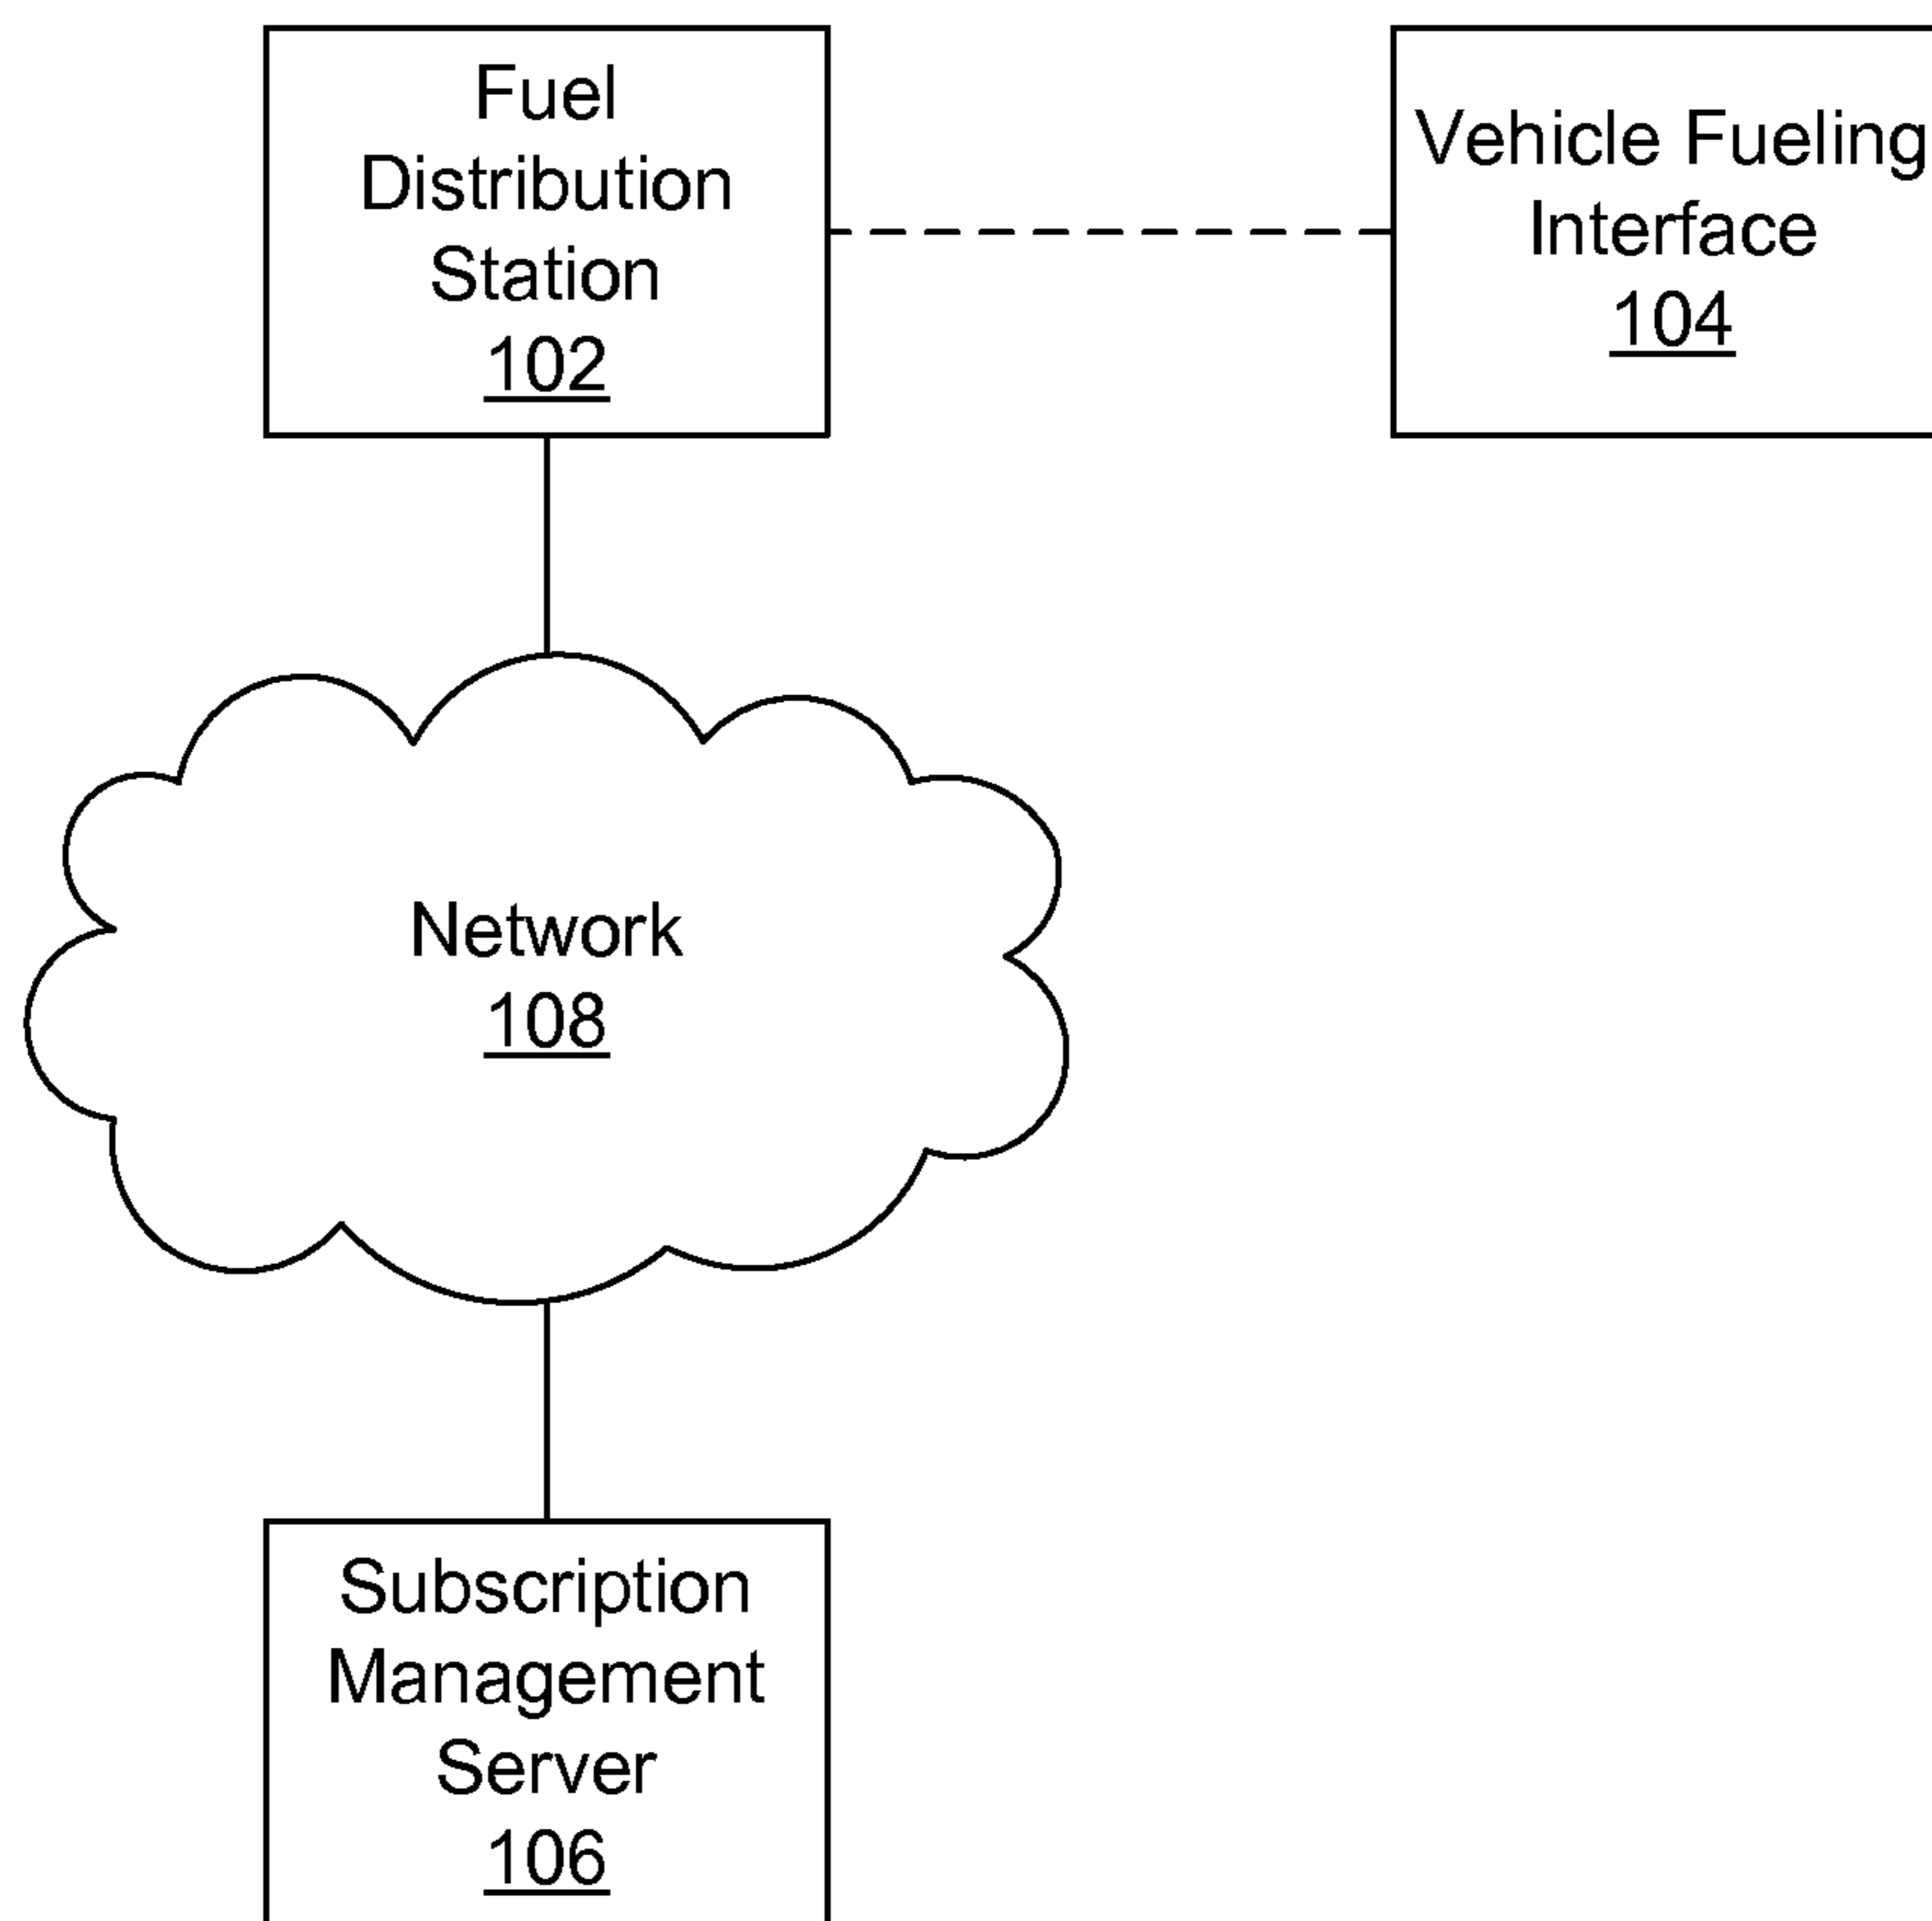 Fuel
Distribution
Station
102
Vehicle Fueling
Interface
104
Network
108
Subscription
Management
Server
106